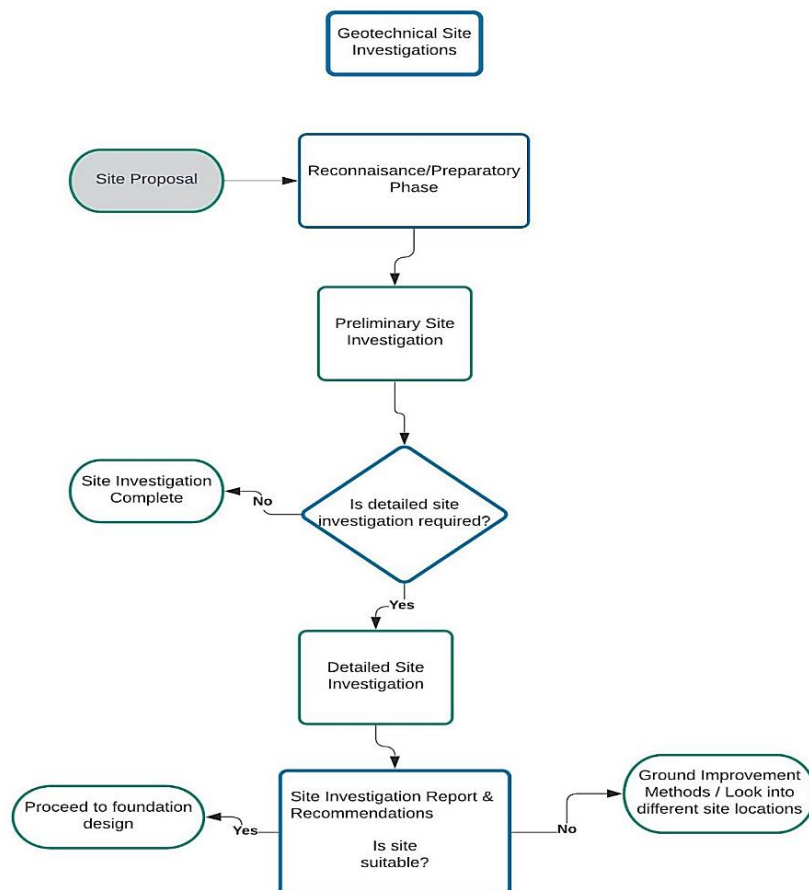 Geotechnical Site
Investigations
Site Proposal
Reconnaisance/Preparatory
Phase
Preliminary Site
Investigation
Is detailed site
investigation required?
No
Site Investigation
Complete
Yes
Detailed Site
Investigation
Site Investigation Report &
Recommendations
Is site
suitable?
Yes
Proceed to foundation
design
No
Ground Improvement
Methods / Look into
different site locations